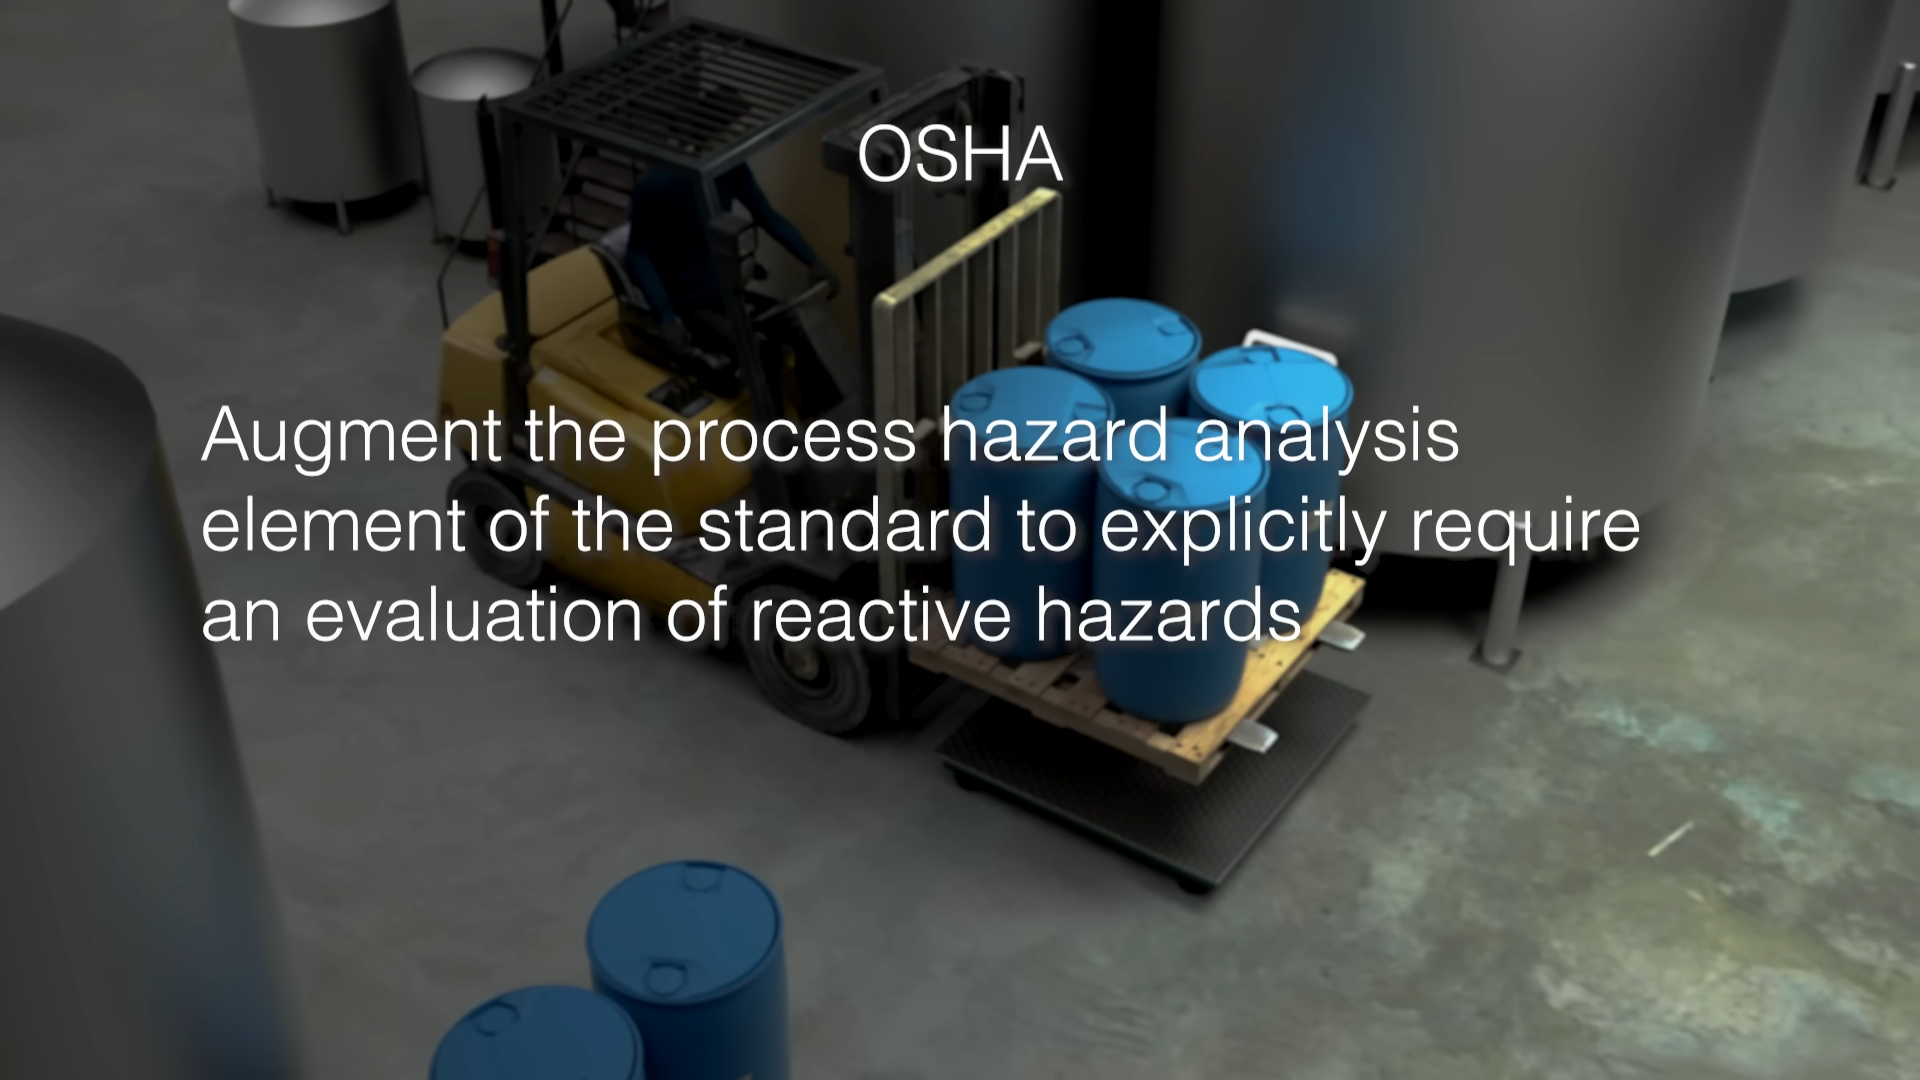 OSHA
Augment the process hazard analysis
element of the standard to explicitly require
an evaluation of reactive hazards